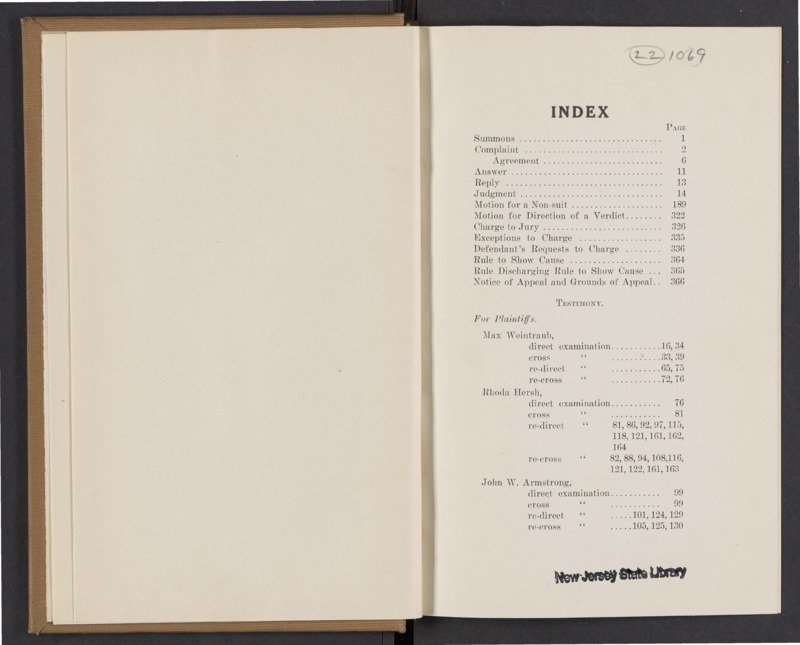 22 1069
INDEX
PAGE
Summons .............................. 1
Complaint ............................. 2
Agreement ......................... 6
Answer ................................ 11
Reply ................................. 13
Judgment .............................. 14
Motion for a Non-suit ................... 189
Motion for Direction of a Verdict........ 322
Charge to Jury ......................... 326
Exceptions to Charge ................. 335
Defendant's Requests to Charge ........ 336
Rule to Show Cause ................... 364
Rule Discharging Rule to Show Cause ... 365
Notice of Appeal and Grounds of Appeal.. 366
TESTIMONY.
For Plaintiffs.
Max Weintraub,
direct examination...........16, 34
cross “ ...........33, 39
re-direct “ ...........65, 75
re-cross “ ...........72, 76
Rhoda Hersh,
direct examination........... 76
cross “ ........... 81
re-direct “ 81, 86, 92, 97, 115,
118, 121, 161, 162,
164
re-cross “ 82, 88, 94, 108,116,
121, 122, 161, 163
John W. Armstrong,
direct examination........... 99
cross “ ........... 99
re-direct “ .....101, 124, 129
re-cross “ .....105, 125, 130
New Jersey State Library